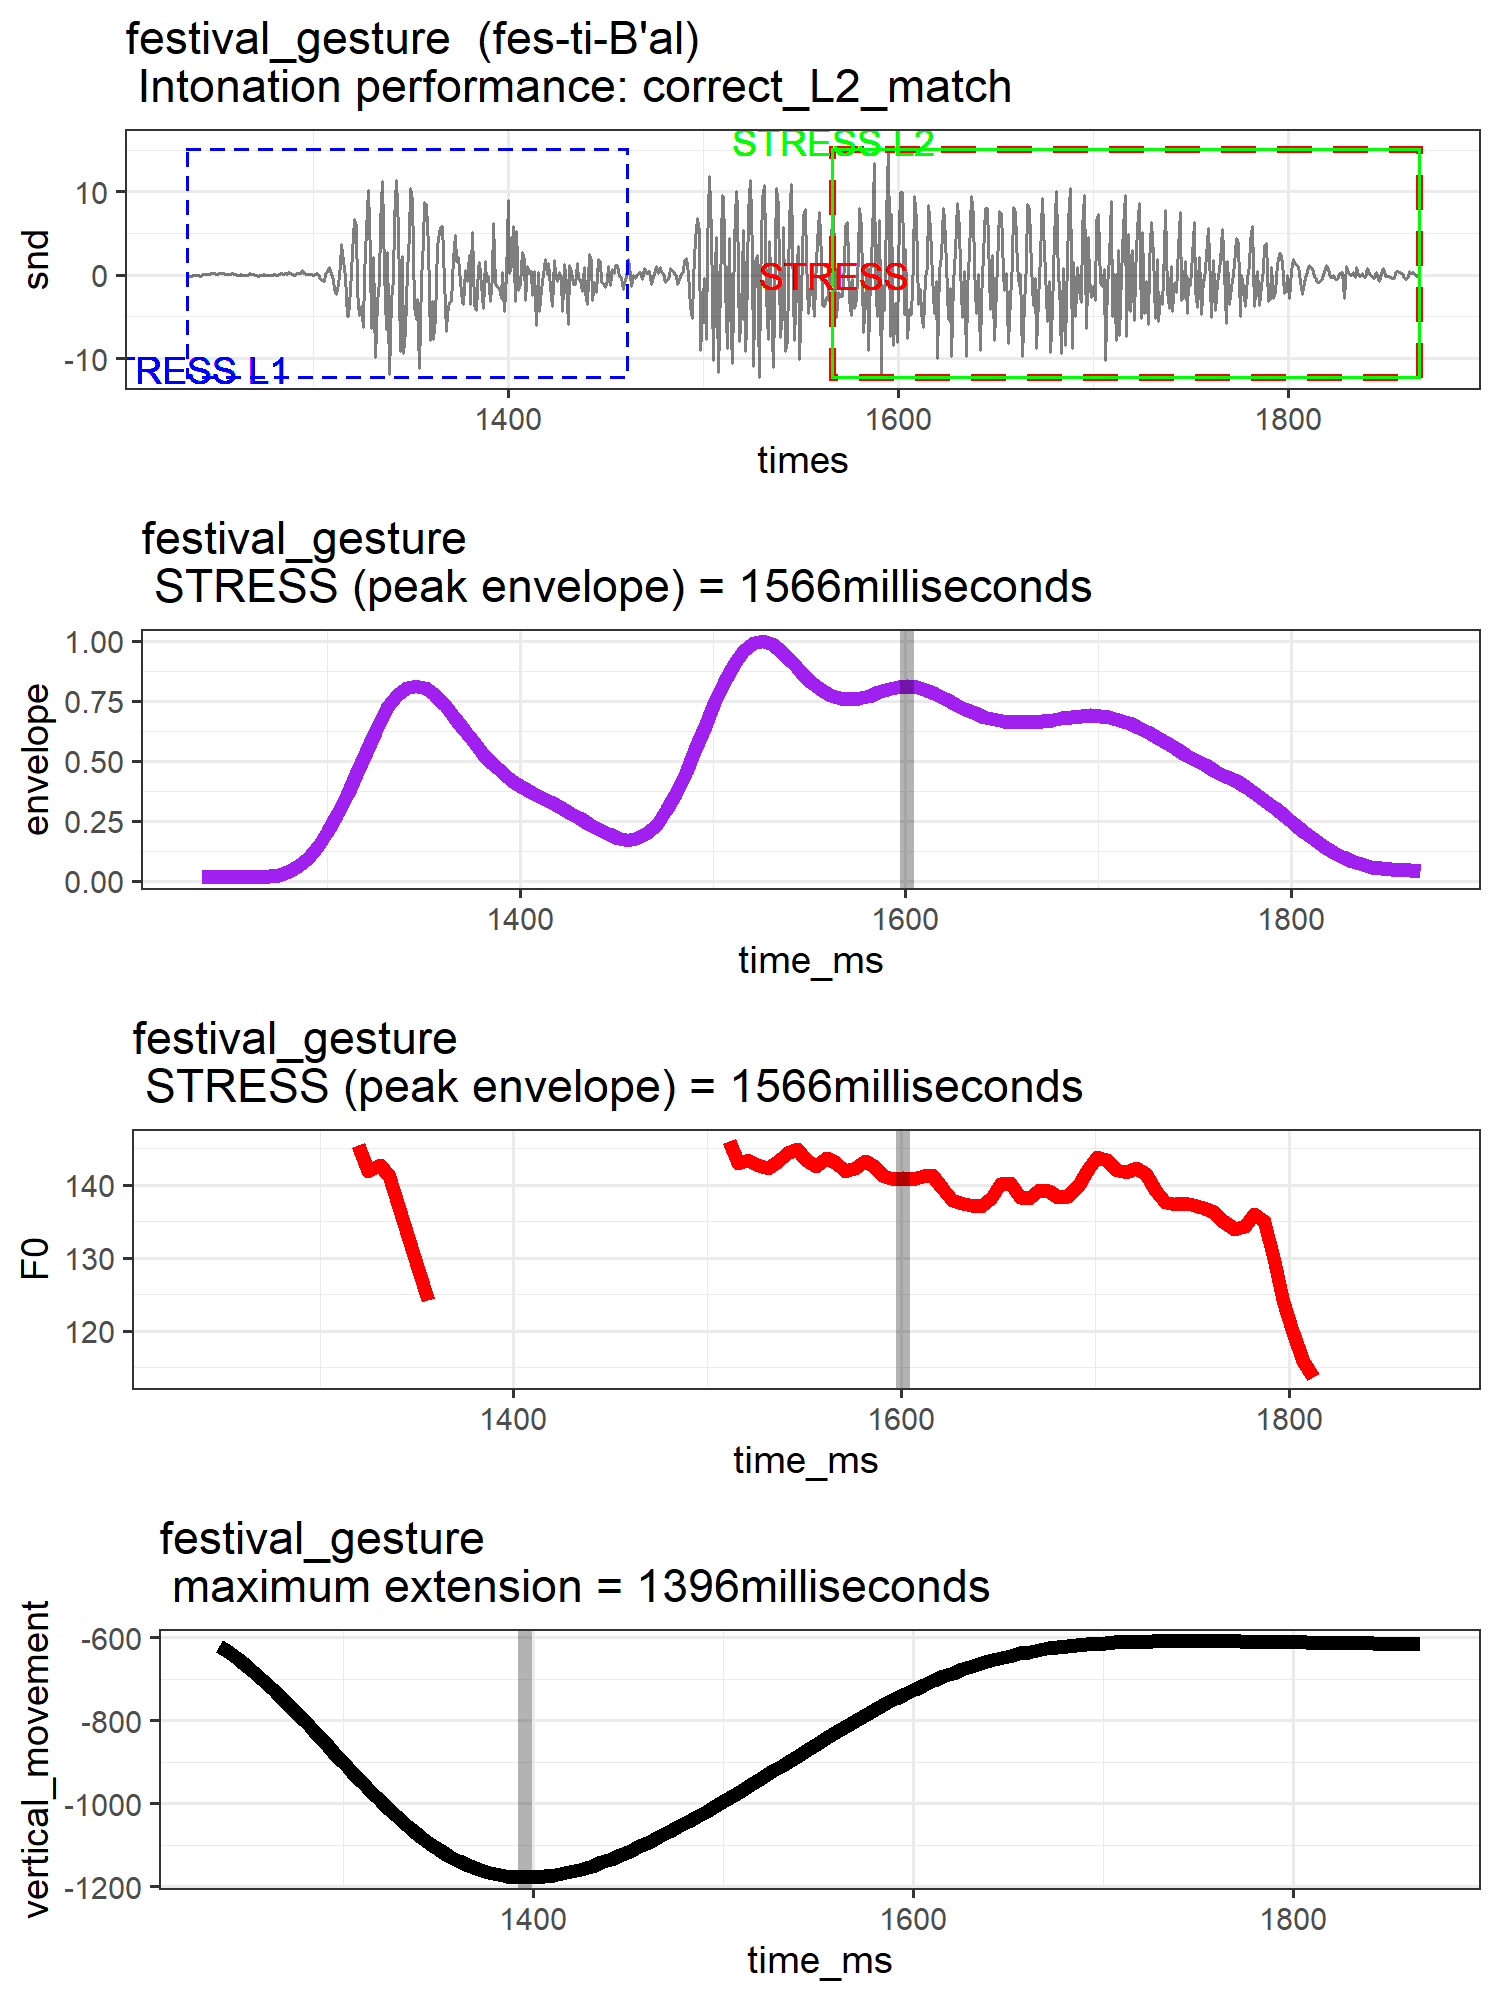 festival_gesture  (fes-ti-B'al)
Intonation performance: correct_L2_match
STRESS L2
STRESS
TRESS L1
snd
10
0
-10
1400
1600
1800
times
festival_gesture
STRESS (peak envelope) = 1566milliseconds
envelope
1.00
0.75
0.50
0.25
0.00
1400
1600
1800
time_ms
festival_gesture
STRESS (peak envelope) = 1566milliseconds
F0
140
130
120
1400
1600
1800
time_ms
festival_gesture
maximum extension = 1396milliseconds
vertical_movement
-600
-800
-1000
-1200
1400
1600
1800
time_ms